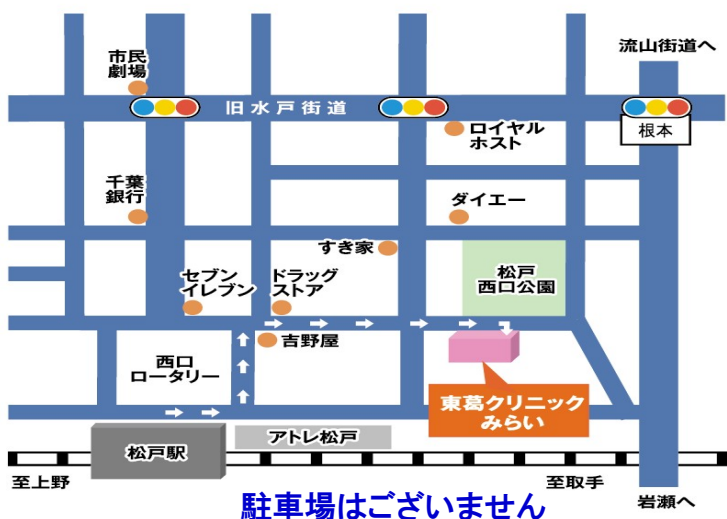 流山街道へ
市民
劇場
旧水戸街道
根本
ロイヤル
ホスト
千葉
銀行
ダイエー
すき家
松戸
西口公園
セブン
イレブン
ドラッグ
ストア
吉野屋
西口
ロータリー
東葛クリニック
みらい
アトレ松戸
松戸駅
至上野
至取手
岩瀬へ
駐車場はございません